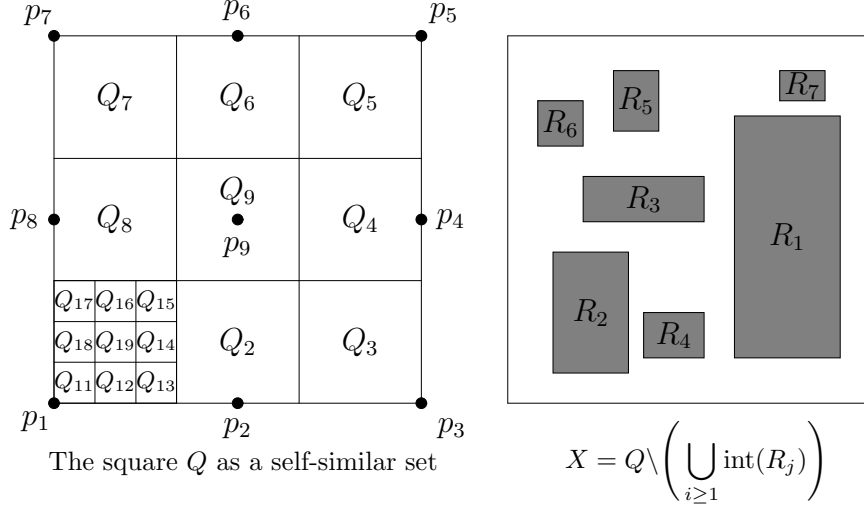 p₇ p₆ p₅
Q₇ Q₆ Q₅
Q₈ Q₉ Q₄
p₈ p₉ p₄
Q₁₇ Q₁₆ Q₁₅
Q₁₈ Q₁₉ Q₁₄ Q₂ Q₃
Q₁₁ Q₁₂ Q₁₃
p₁ p₂ p₃
The square Q as a self-similar set
R₅ R₇
R₆
R₃
R₁
R₂ R₄
X = Q\(⋃_{i≥1} int(R_j))